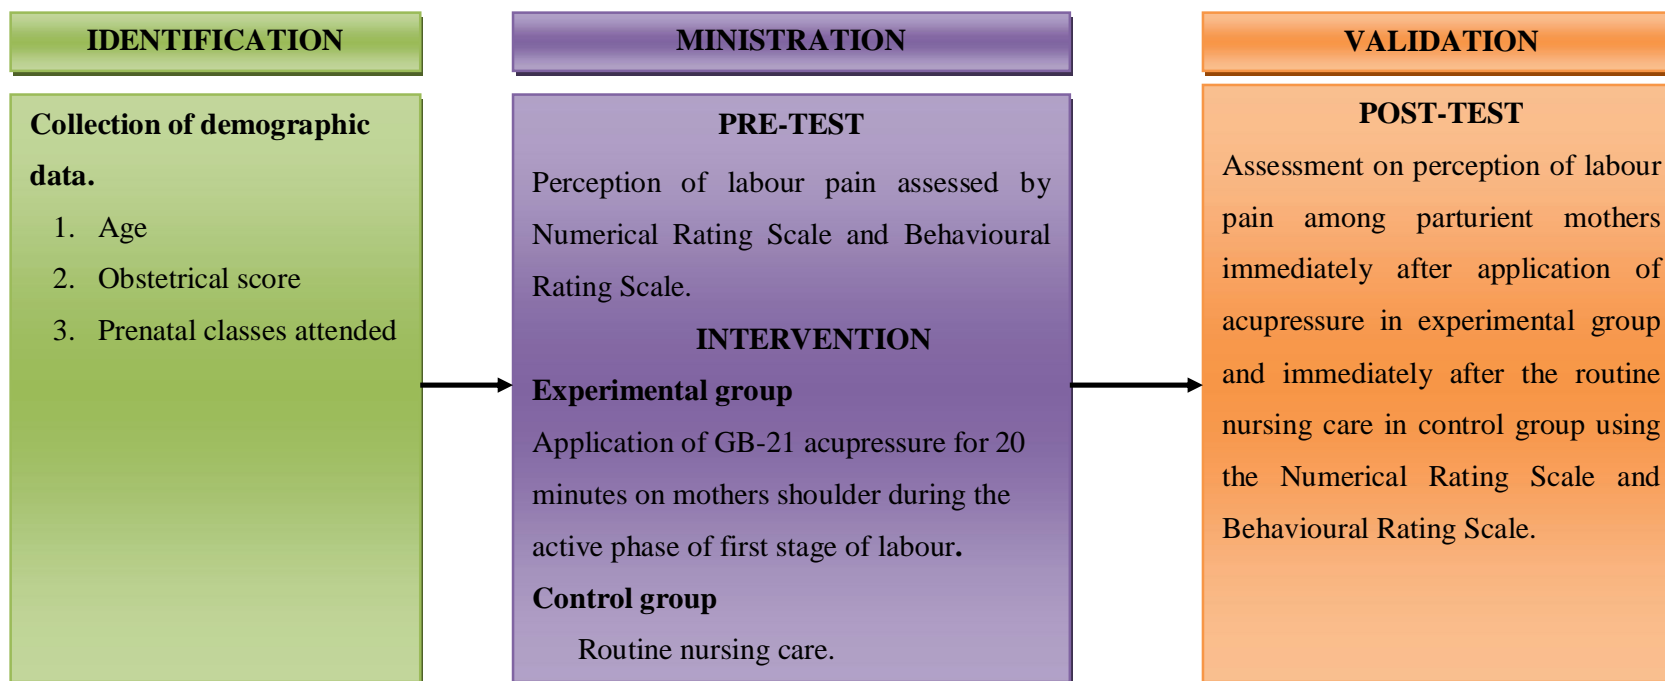 IDENTIFICATION
Collection of demographic
data.
1. Age
2. Obstetrical score
3. Prenatal classes attended
MINISTRATION
PRE-TEST
Perception of labour pain assessed by
Numerical Rating Scale and Behavioural
Rating Scale.
INTERVENTION
Experimental group
Application of GB-21 acupressure for 20
minutes on mothers shoulder during the
active phase of first stage of labour.
Control group
Routine nursing care.
VALIDATION
POST-TEST
Assessment on perception of labour
pain among parturient mothers
immediately after application of
acupressure in experimental group
and immediately after the routine
nursing care in control group using
the Numerical Rating Scale and
Behavioural Rating Scale.